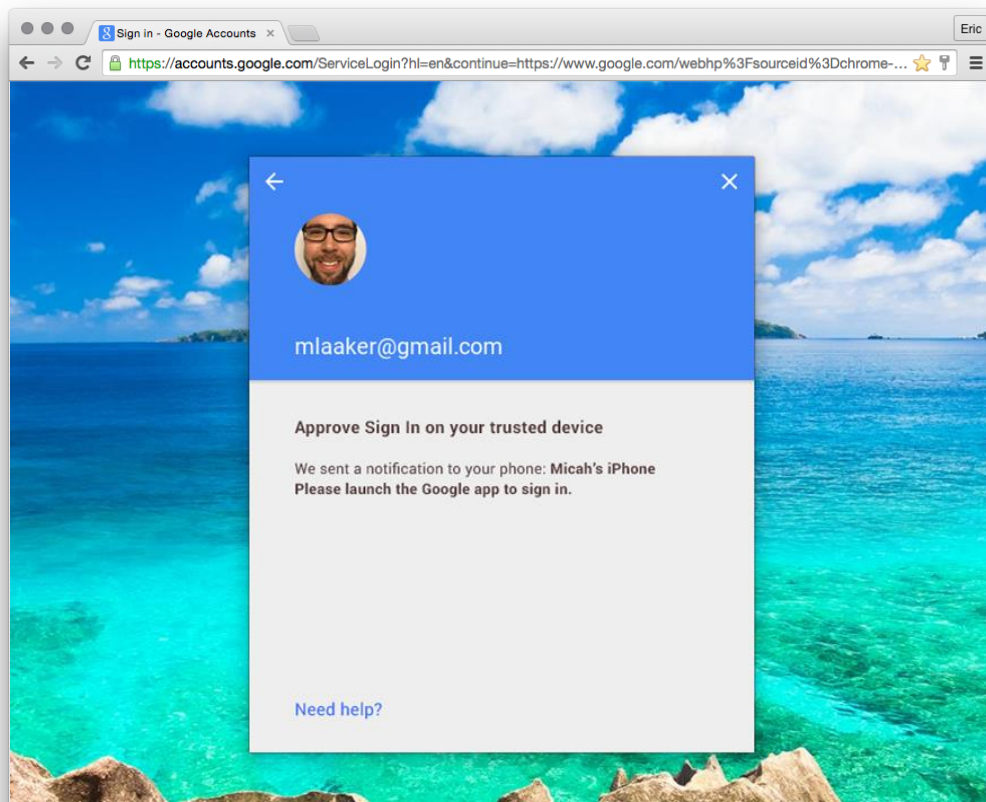 Sign in - Google Accounts
Eric
https://accounts.google.com/ServiceLogin?hl=en&continue=https://www.google.com/webhp%3Fsourceid%3Dchrome-...
mlaaker@gmail.com
Approve Sign In on your trusted device
We sent a notification to your phone: Micah's iPhone
Please launch the Google app to sign in.
Need help?